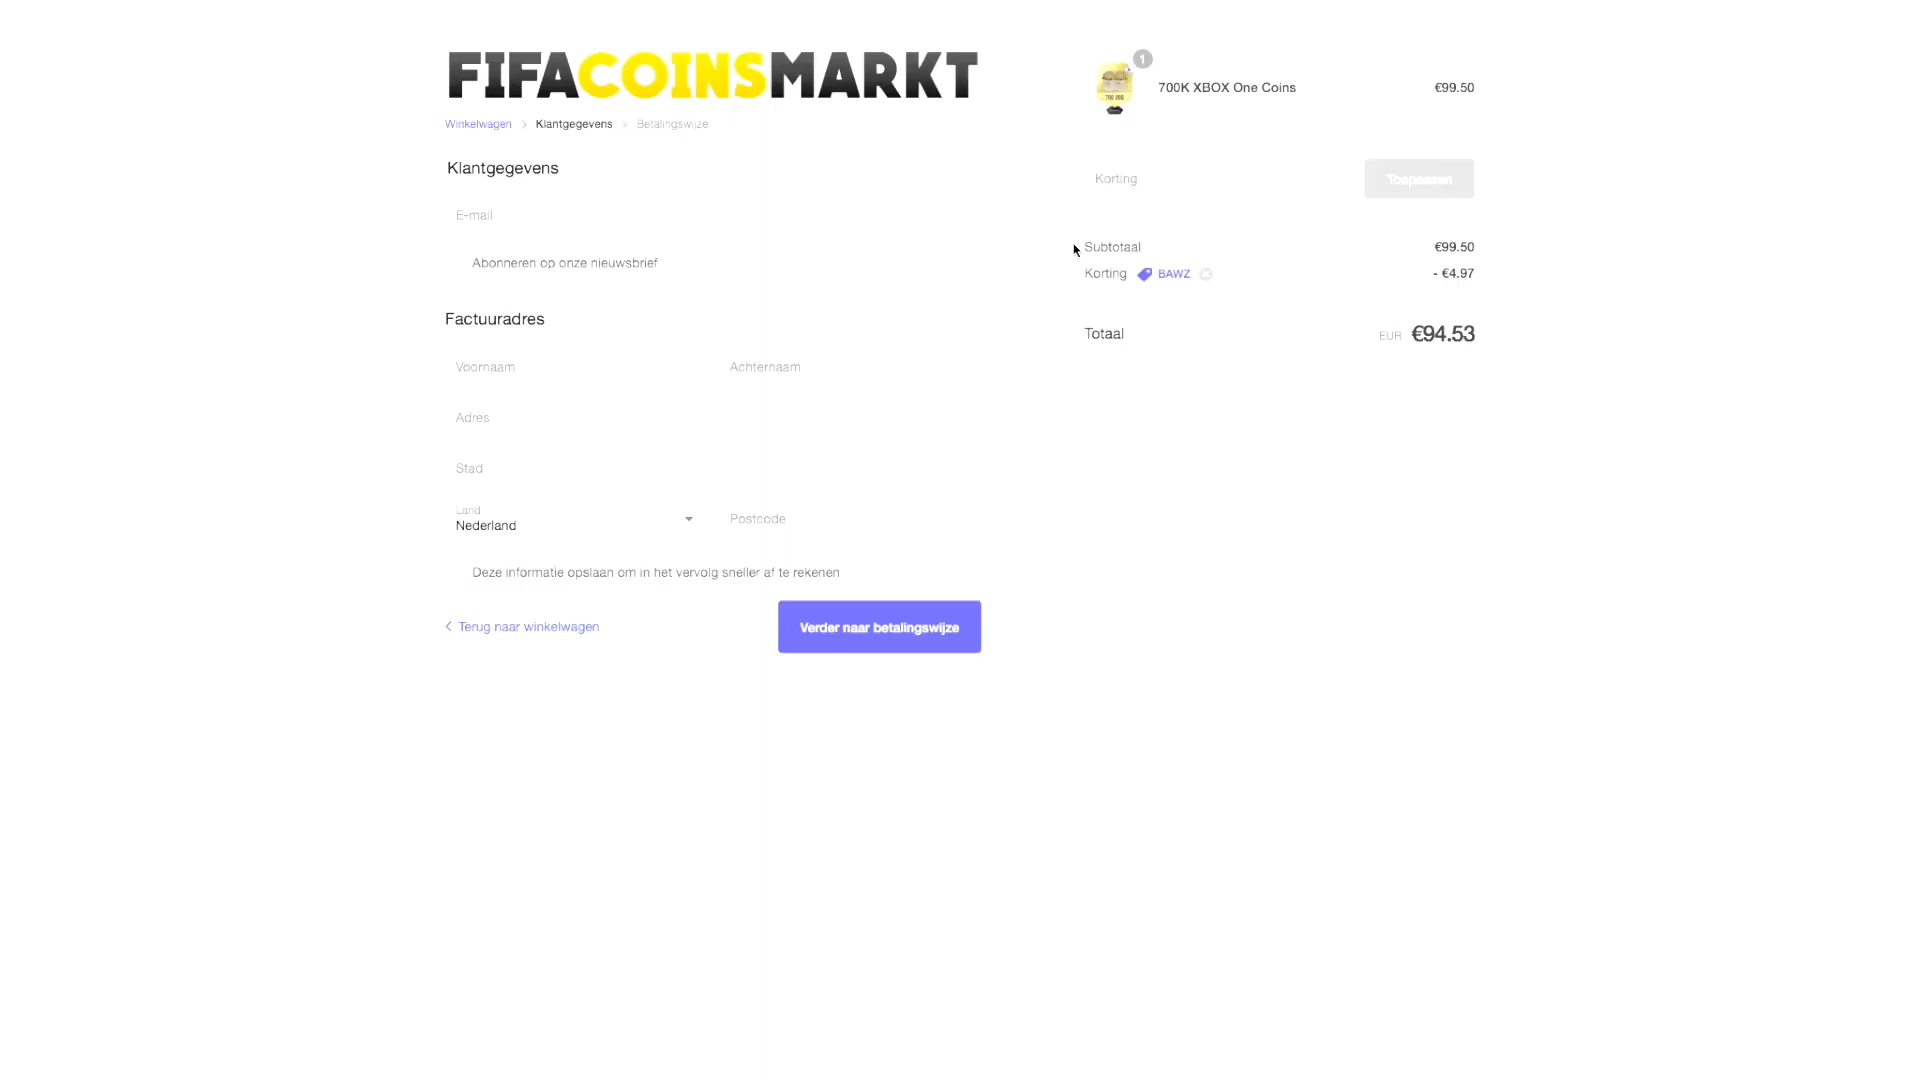 FIFACOINSMARKT
Winkelwagen > Klantgegevens > Betalingswijze
Klantgegevens
E-mail
Abonneren op onze nieuwsbrief
Factuuradres
Voornaam Achternaam
Adres
Stad
Land
Nederland
Postcode
Deze informatie opslaan om in het vervolg sneller af te rekenen
< Terug naar winkelwagen
Verder naar betalingswijze
1
700K XBOX One Coins €99.50
Korting Toepassen
Subtotaal €99.50
Korting BAWZ - €4.97
Totaal EUR €94.53